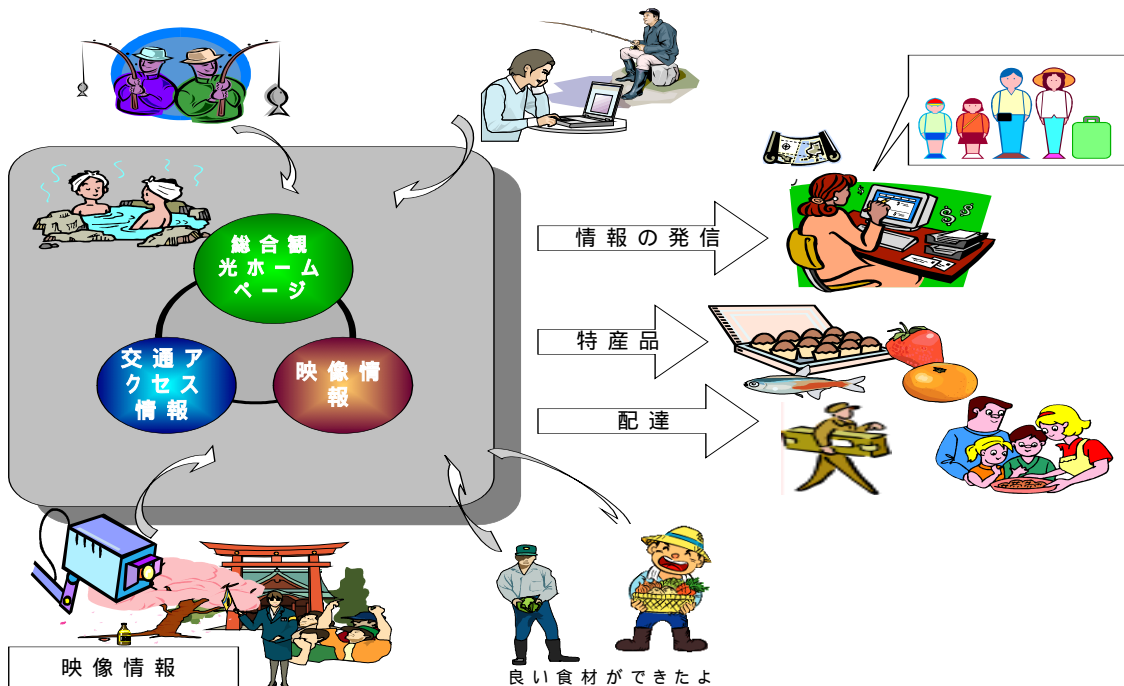 総合観
光ホーム
ページ
交通ア
クセス
情報
映像情
報
情報の発信
特産品
配達
映像情報
良い食材ができたよ